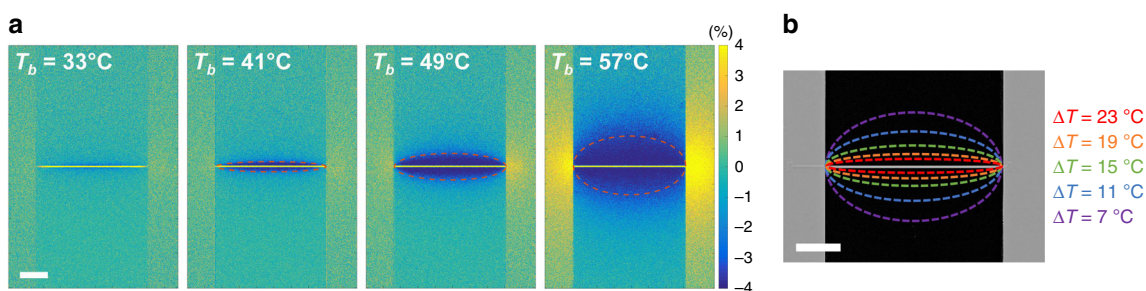 a
b
(%)
T_b = 33°C
T_b = 41°C
T_b = 49°C
T_b = 57°C
4
3
2
1
0
−1
−2
−3
−4
ΔT = 23 °C
ΔT = 19 °C
ΔT = 15 °C
ΔT = 11 °C
ΔT = 7 °C